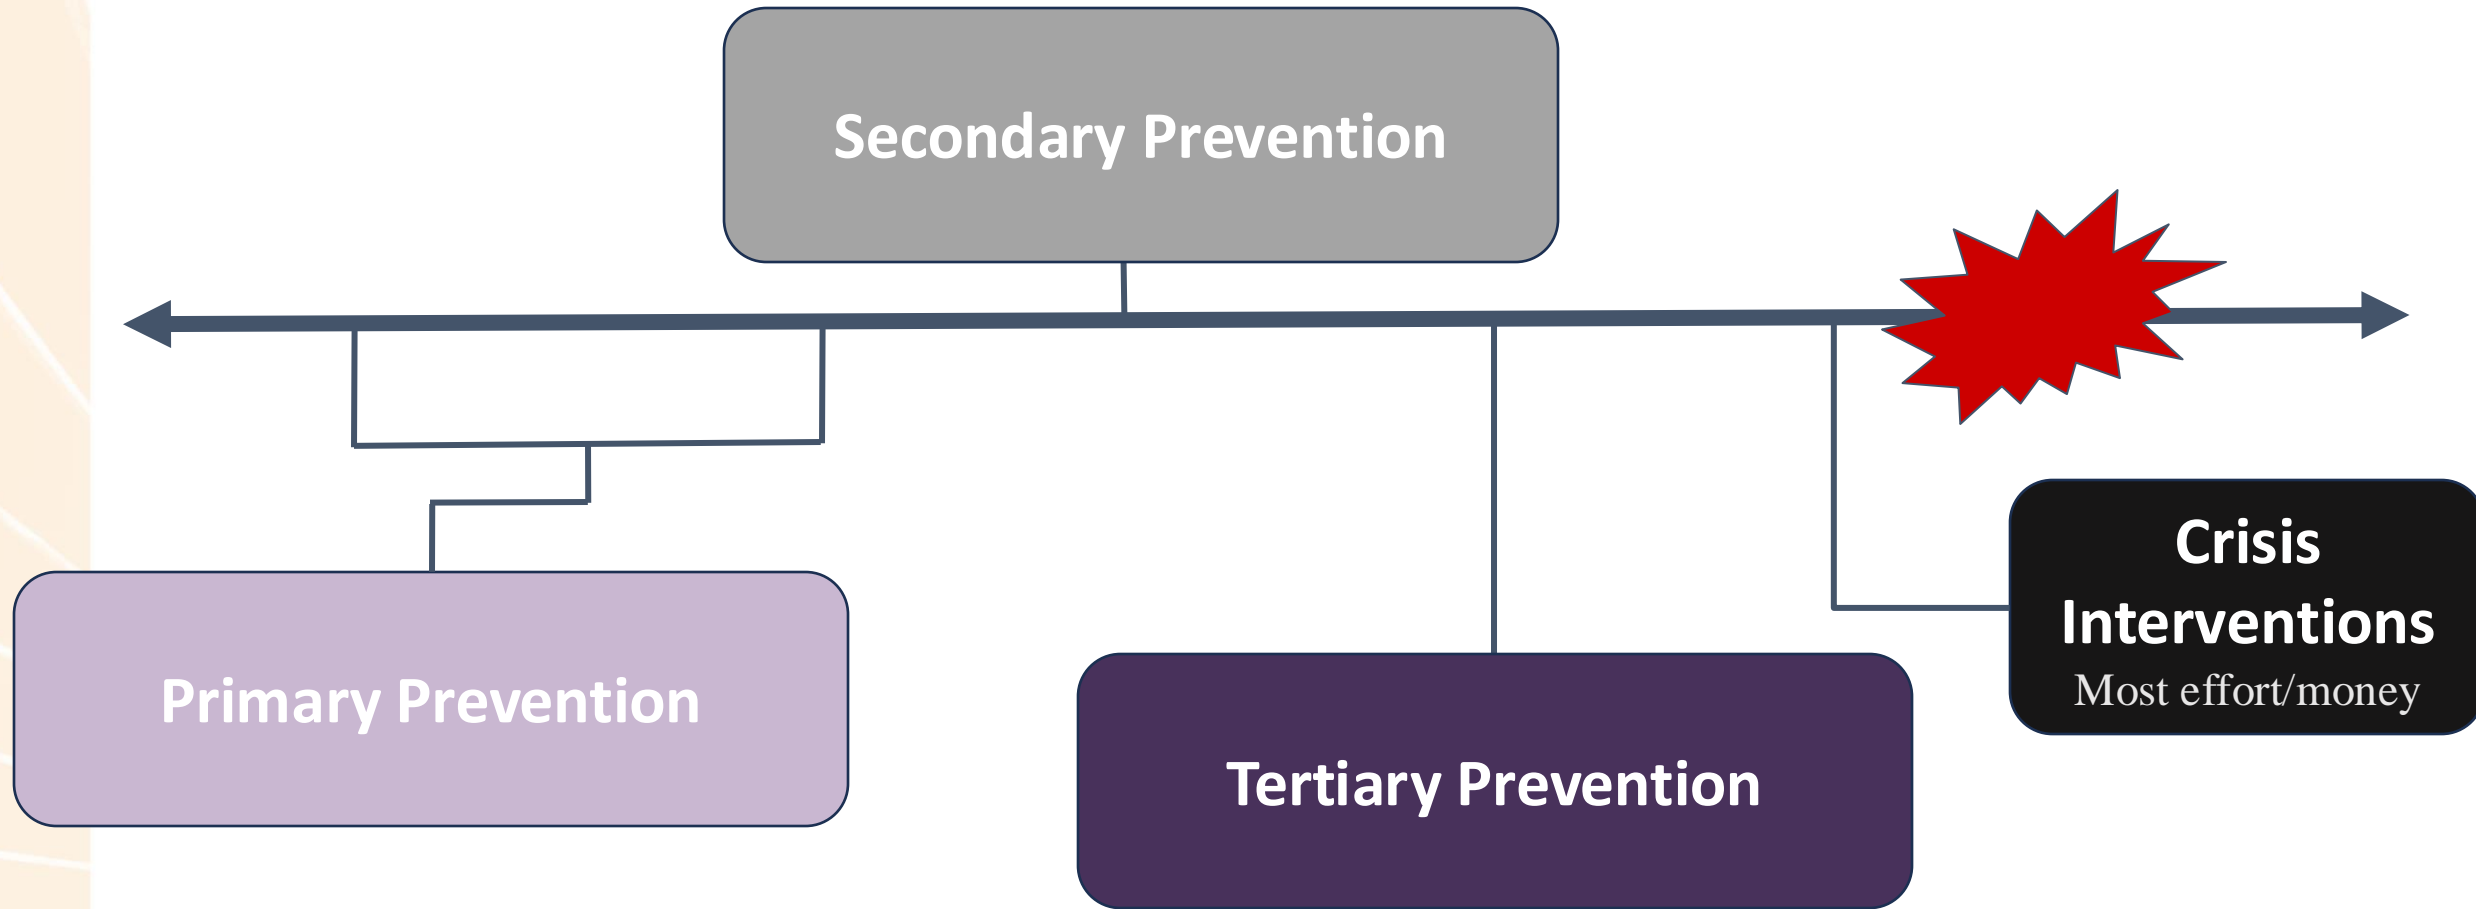 Secondary Prevention
Primary Prevention
Tertiary Prevention
Crisis
Interventions
Most effort/money